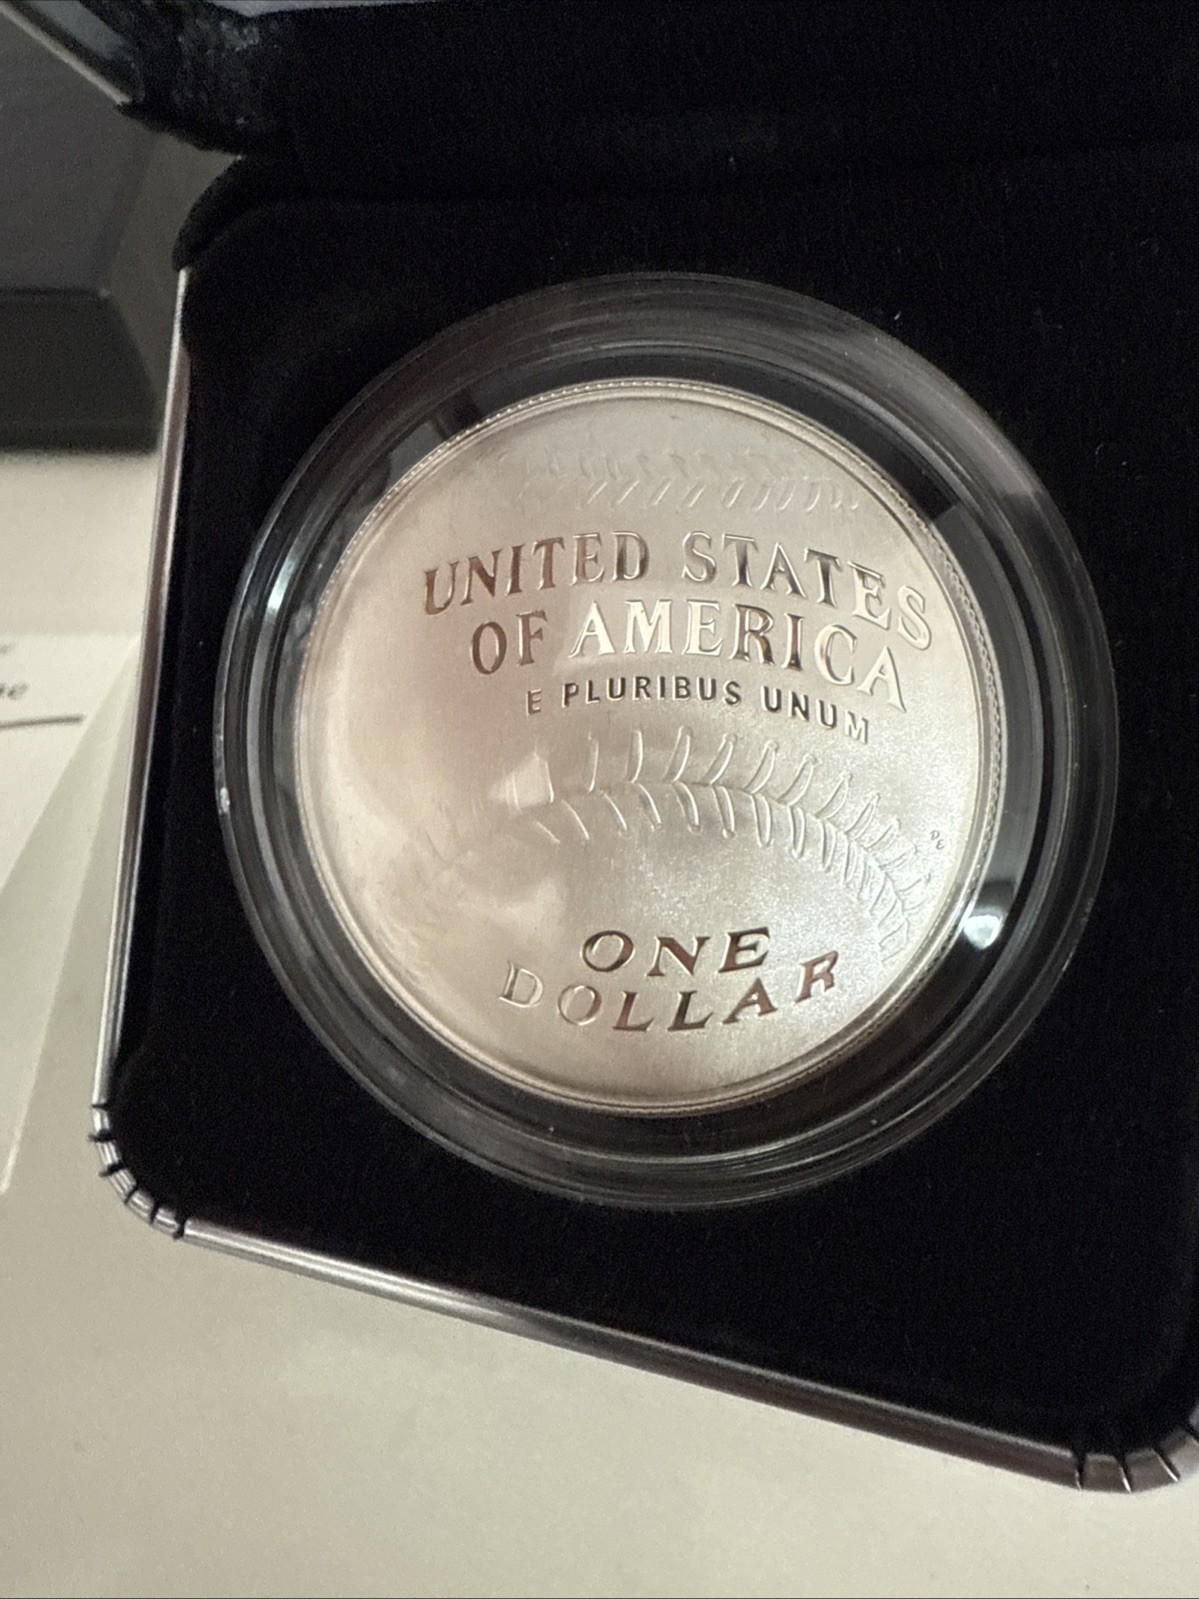 UNITED STATES
OF AMERICA
E PLURIBUS UNUM
ONE
DOLLAR